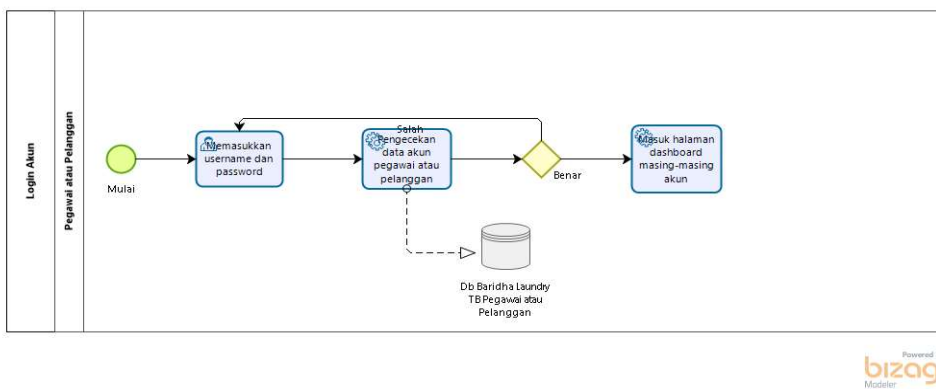 Login Akun
Pegawai atau Pelanggan
Mulai
Memasukkan
username dan
password
Salah
Pengecekan
data akun
pegawai atau
pelanggan
Benar
Masuk halaman
dashboard
masing-masing
akun
Db Baridha Laundry
TB Pegawai atau
Pelanggan
Powered
bizag
Modeler